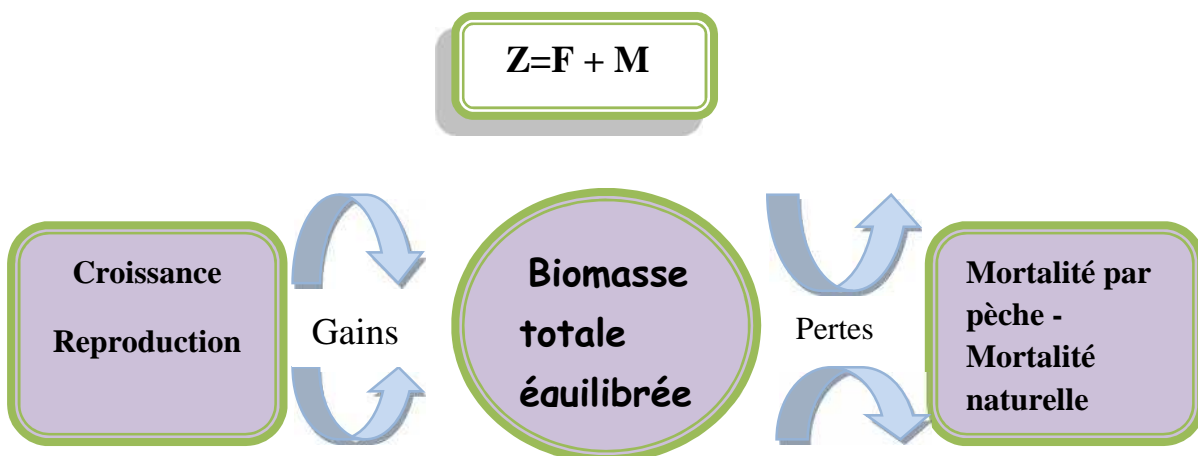 Z=F + M
Croissance
Reproduction
Gains
Biomasse
totale
éauilibrée
Pertes
Mortalité par
pèche -
Mortalité
naturelle